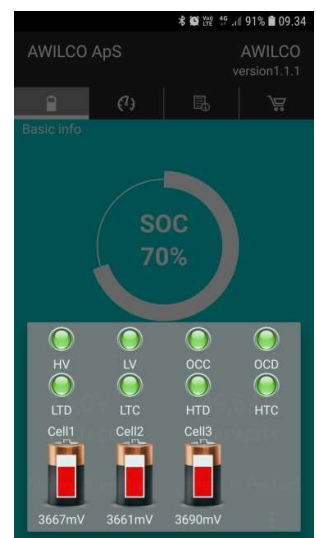 91% 09.34
AWILCO ApS AWILCO
version1.1.1
Basic info
SOC
70%
HV LV OCC OCD
LTD LTC HTD HTC
Cell1 Cell2 Cell3
3667mV 3661mV 3690mV